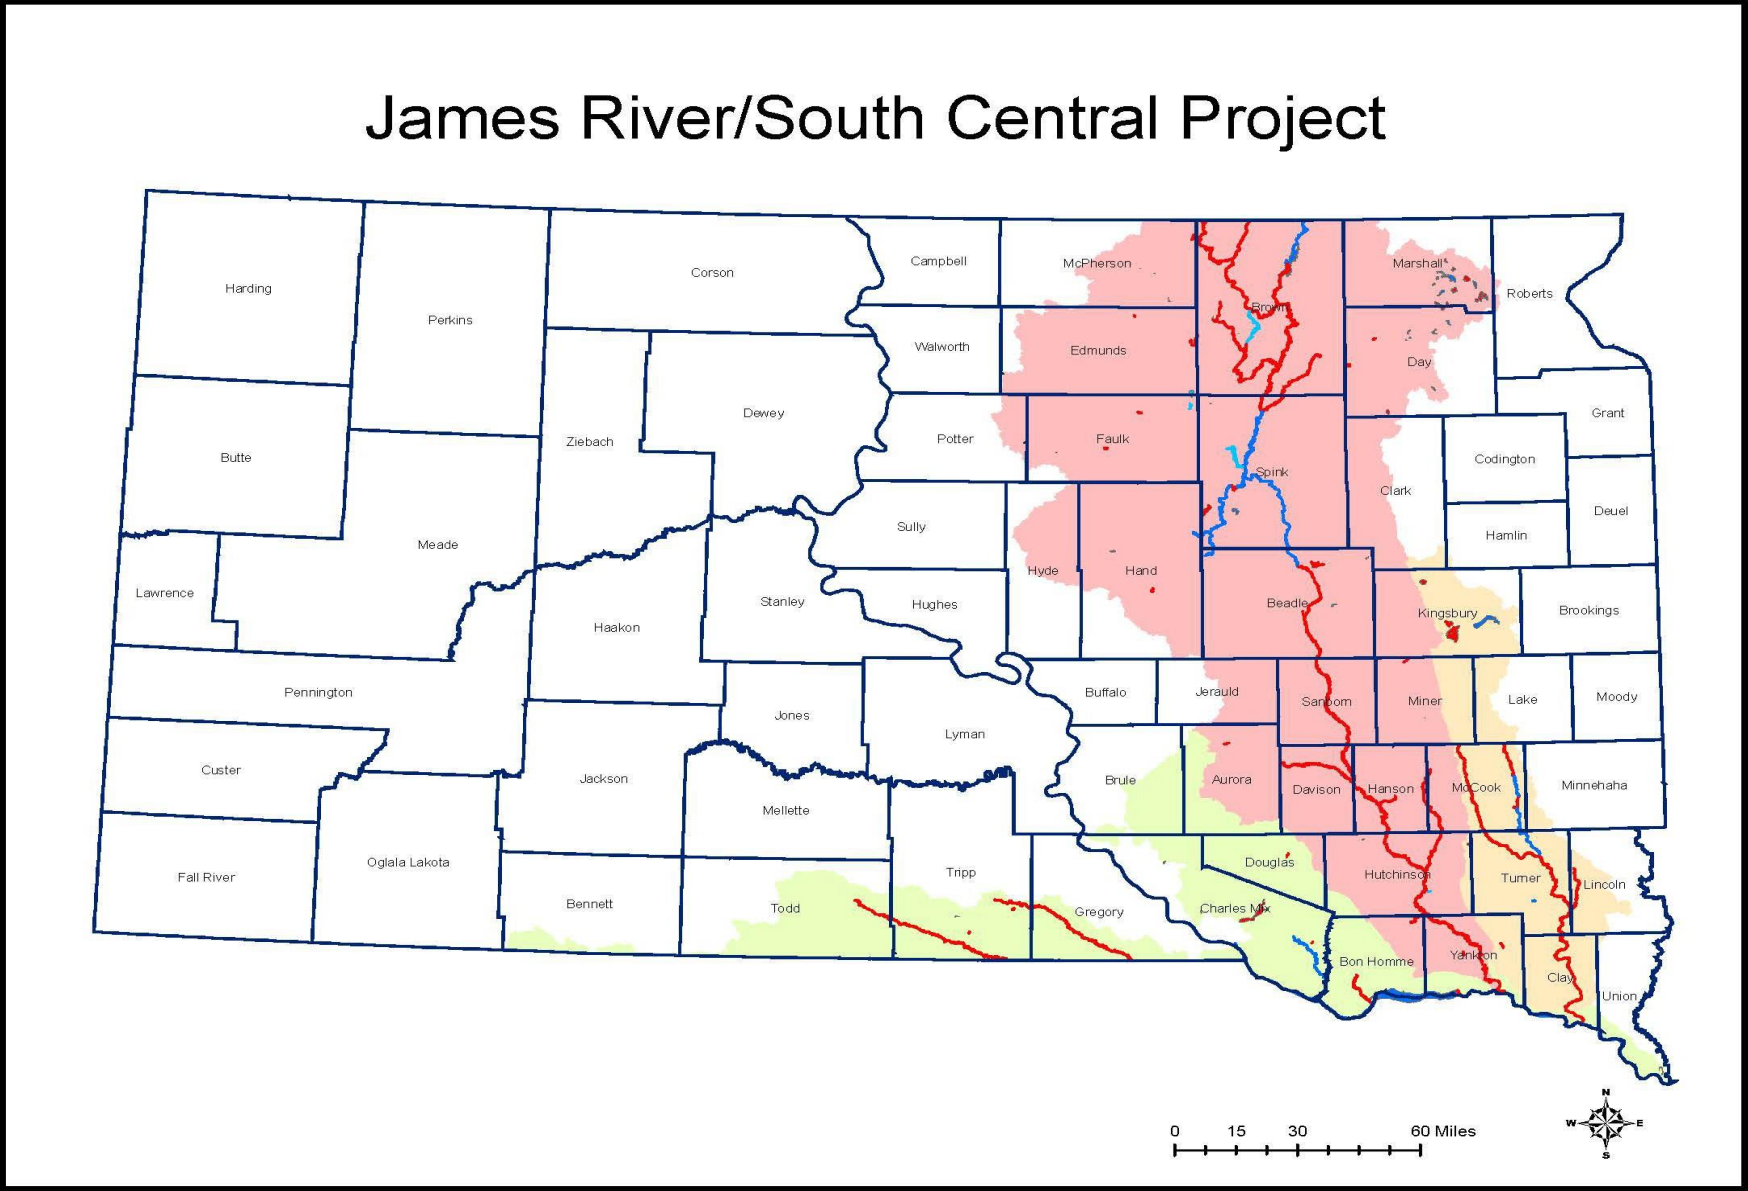 James River/South Central Project
Harding
Perkins
Corson
Campbell
McPherson
Brown
Marshall
Roberts
Walworth
Edmunds
Day
Grant
Butte
Ziebach
Dewey
Potter
Faulk
Spink
Clark
Codington
Deuel
Hamlin
Meade
Sully
Hyde
Hand
Lawrence
Stanley
Hughes
Beadle
Kingsbury
Brookings
Haakon
Pennington
Jones
Lyman
Buffalo
Jerauld
Sanborn
Miner
Lake
Moody
Custer
Jackson
Mellette
Brule
Aurora
Davison
Hanson
McCook
Minnehaha
Fall River
Oglala Lakota
Bennett
Todd
Tripp
Gregory
Charles Mix
Douglas
Hutchinson
Turner
Lincoln
Bon Homme
Yankton
Clay
Union
N
W
E
S
0 15 30 60 Miles